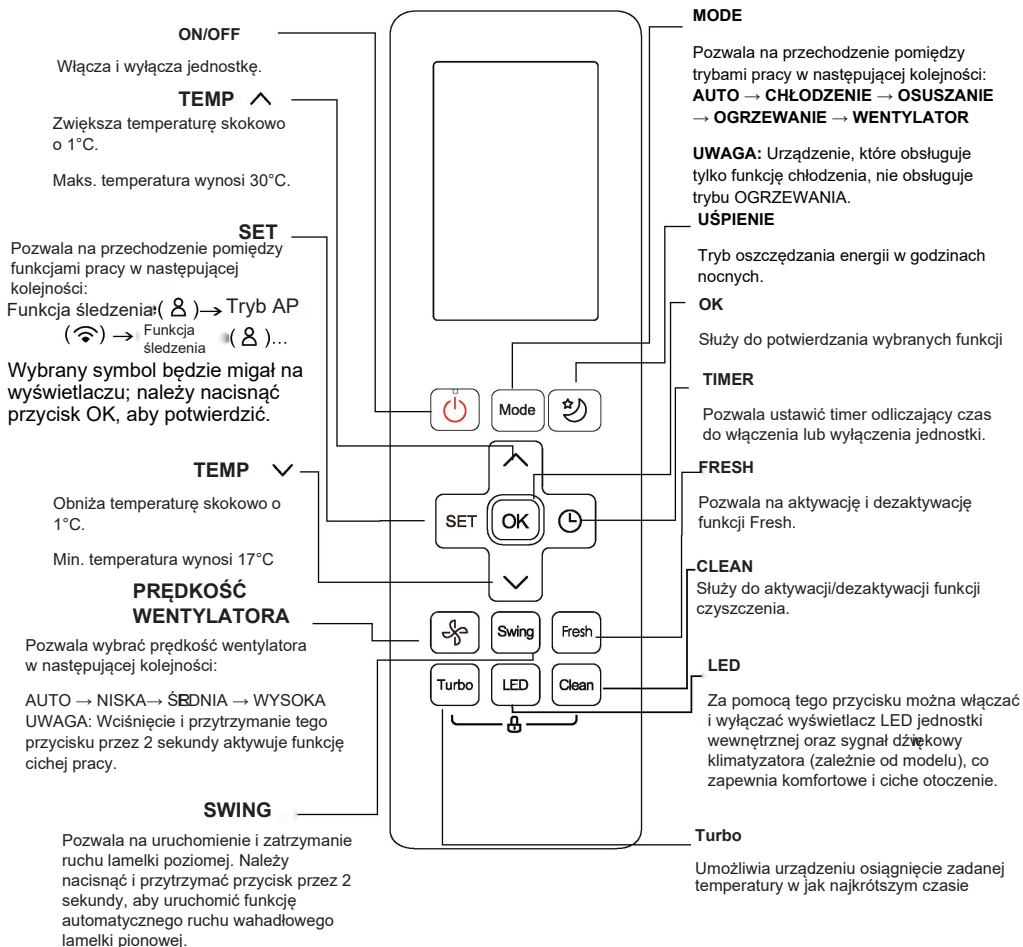 ON/OFF
Włącza i wyłącza jednostkę.
TEMP
Zwiększa temperaturę skokowo
o 1°C.
Maks. temperatura wynosi 30°C.
SET
Pozwala na przechodzenie pomiędzy
funkcjami pracy w następującej
kolejności:
Funkcja śledzenia ( ) → Tryb AP
( ) → Funkcja
śledzenia ( )...
Wybrany symbol będzie migał na
wyświetlaczu; należy nacisnąć
przycisk OK, aby potwierdzić.
TEMP
Obniża temperaturę skokowo o
1°C.
Min. temperatura wynosi 17°C
PRĘDKOŚĆ
WENTYLATORA
Pozwala wybrać prędkość wentylatora
w następującej kolejności:
AUTO → NISKA → ŚREDNIA → WYSOKA
UWAGA: Wciśnięcie i przytrzymanie tego
przycisku przez 2 sekundy aktywuje funkcję
cichej pracy.
SWING
Pozwala na uruchomienie i zatrzymanie
ruchu lamelki poziomej. Należy
nacisnąć i przytrzymać przycisk przez 2
sekundy, aby uruchomić funkcję
automatycznego ruchu wahadłowego
lamelki pionowej.
Mode
SET
OK
Swing
Fresh
Turbo
LED
Clean
MODE
Pozwala na przechodzenie pomiędzy
trybami pracy w następującej kolejności:
AUTO → CHŁODZENIE → OSUSZANIE
→ OGRZEWANIE → WENTYLATOR
UWAGA: Urządzenie, które obsługuje
tylko funkcję chłodzenia, nie obsługuje
trybu OGRZEWANIA.
UŚPIENIE
Tryb oszczędzania energii w godzinach
nocnych.
OK
Służy do potwierdzania wybranych funkcji
TIMER
Pozwala ustawić timer odliczający czas
do włączenia lub wyłączenia jednostki.
FRESH
Pozwala na aktywację i dezaktywację
funkcji Fresh.
CLEAN
Służy do aktywacji/dezaktywacji funkcji
czyszczenia.
LED
Za pomocą tego przycisku można włączać
i wyłączać wyświetlacz LED jednostki
wewnętrznej oraz sygnał dźwiękowy
klimatyzatora (zależnie od modelu), co
zapewnia komfortowe i ciche otoczenie.
Turbo
Umożliwia urządzeniu osiągnięcie zadanej
temperatury w jak najkrótszym czasie